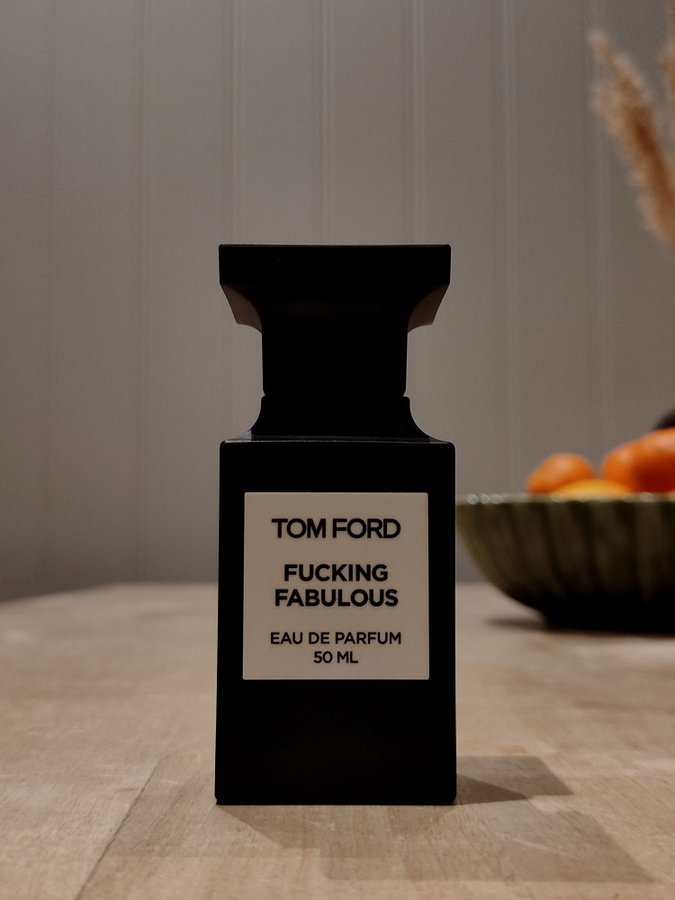 TOM FORD
FUCKING
FABULOUS
EAU DE PARFUM
50 ML